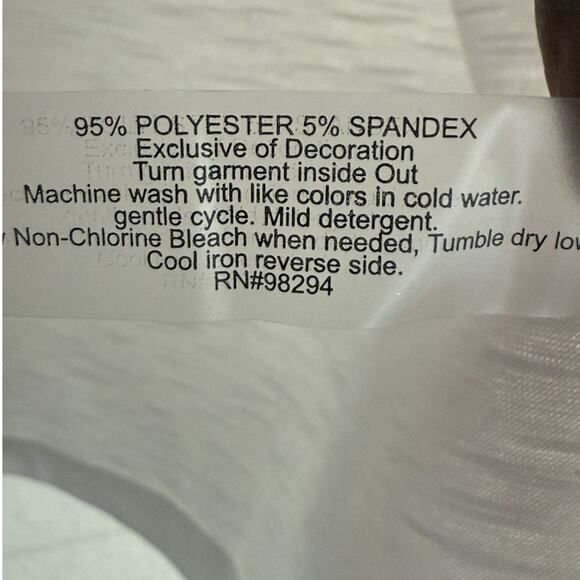 95% POLYESTER 5% SPANDEX
Exclusive of Decoration
Turn garment inside Out
Machine wash with like colors in cold water.
gentle cycle. Mild detergent.
Non-Chlorine Bleach when needed, Tumble dry
Cool iron reverse side.
RN#98294